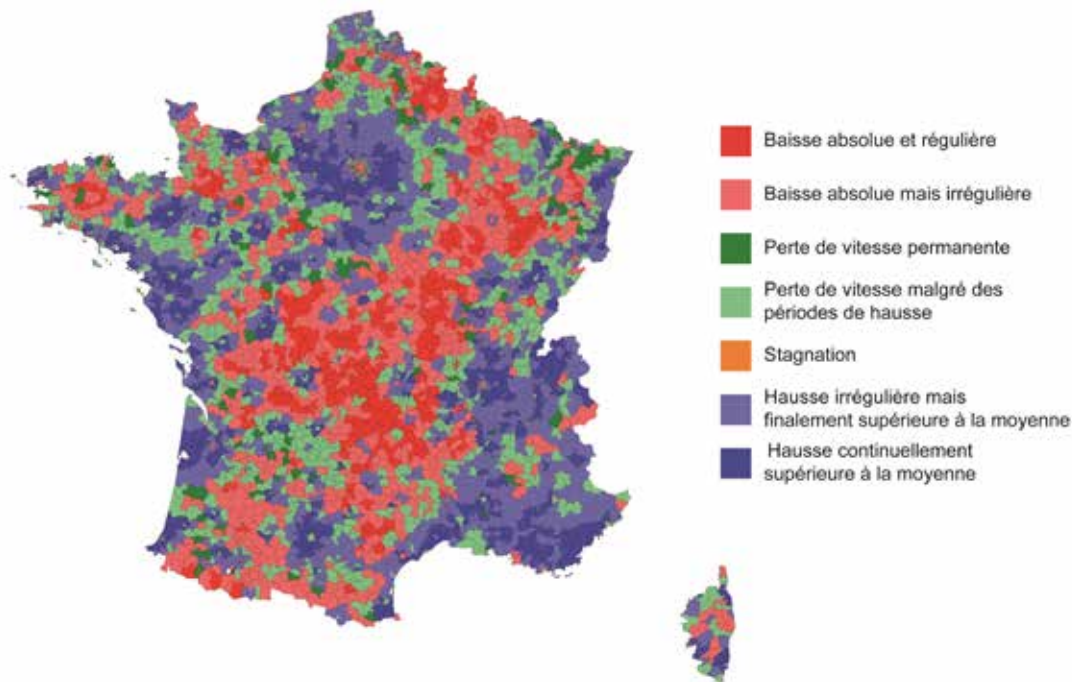 Baisse absolue et régulière
Baisse absolue mais irrégulière
Perte de vitesse permanente
Perte de vitesse malgré des
périodes de hausse
Stagnation
Hausse irrégulière mais
finalement supérieure à la moyenne
Hausse continuellement
supérieure à la moyenne